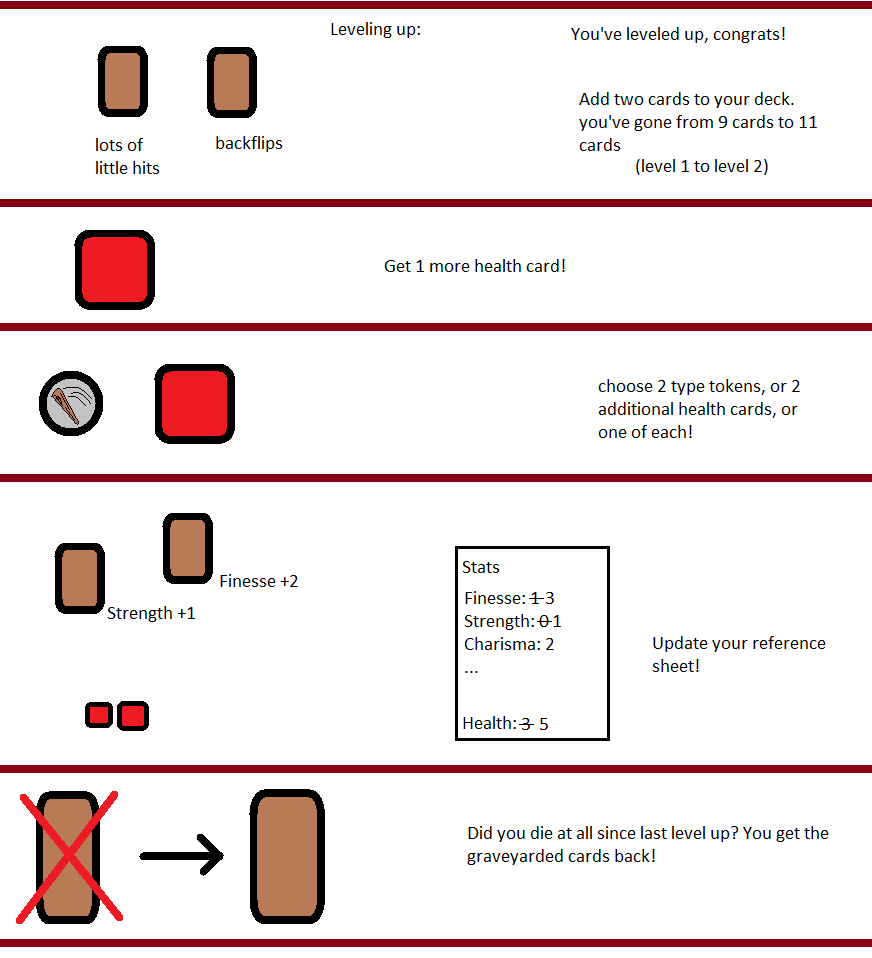 Leveling up:
You've leveled up, congrats!
Add two cards to your deck.
you've gone from 9 cards to 11
cards
(level 1 to level 2)
lots of
little hits
backflips
Get 1 more health card!
choose 2 type tokens, or 2
additional health cards, or
one of each!
Finesse +2
Strength +1
Stats
Finesse: 1 3
Strength: 0 1
Charisma: 2
...
Health: 3 5
Update your reference
sheet!
Did you die at all since last level up? You get the
graveyarded cards back!